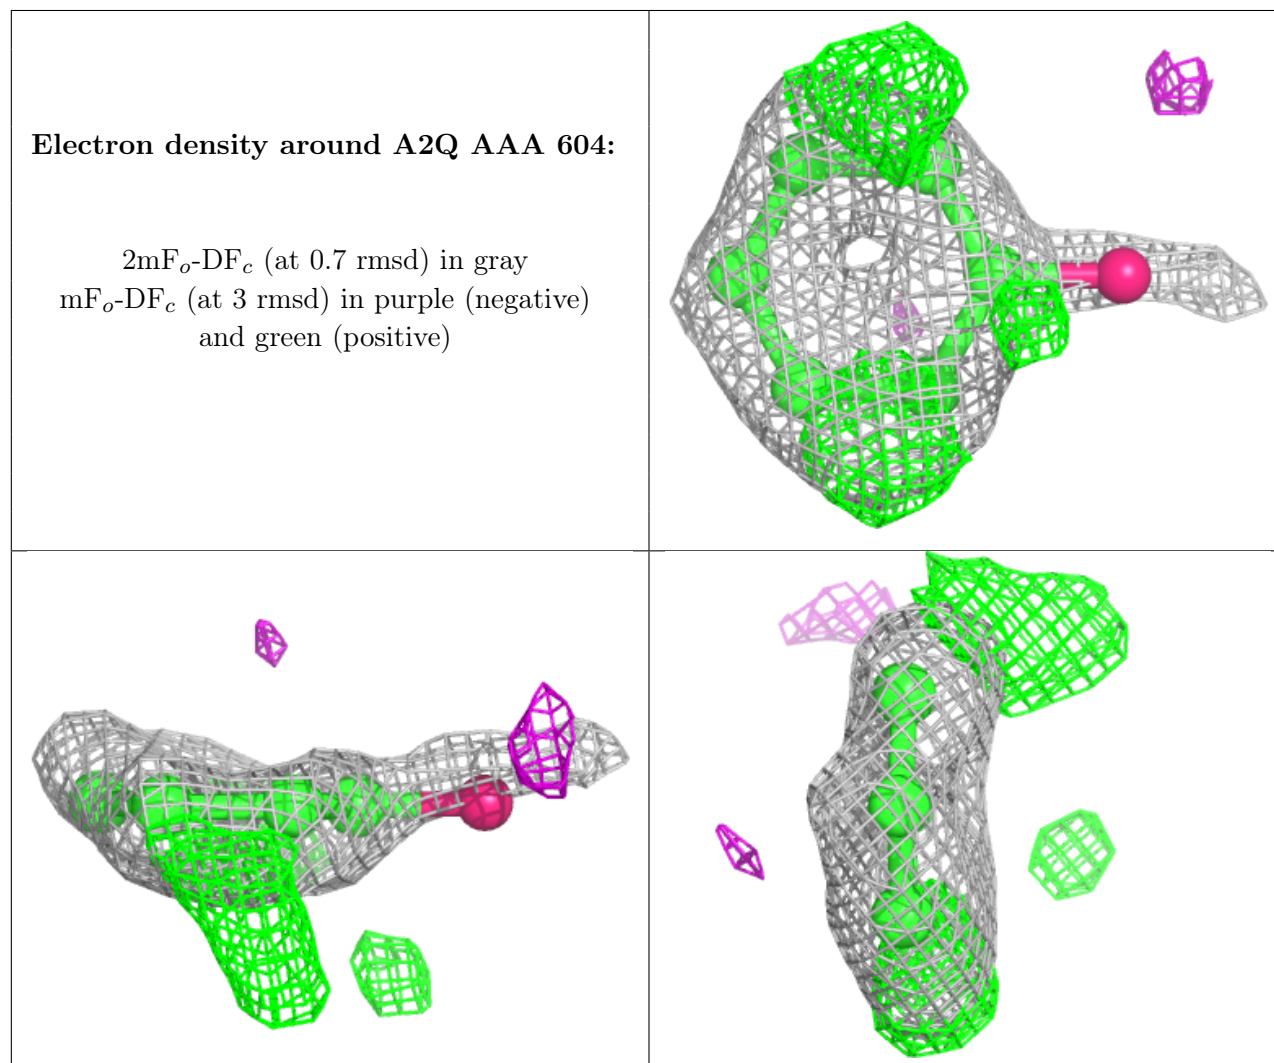 Electron density around A2Q AAA 604:
2mFo-DFc (at 0.7 rmsd) in gray
mFo-DFc (at 3 rmsd) in purple (negative)
and green (positive)